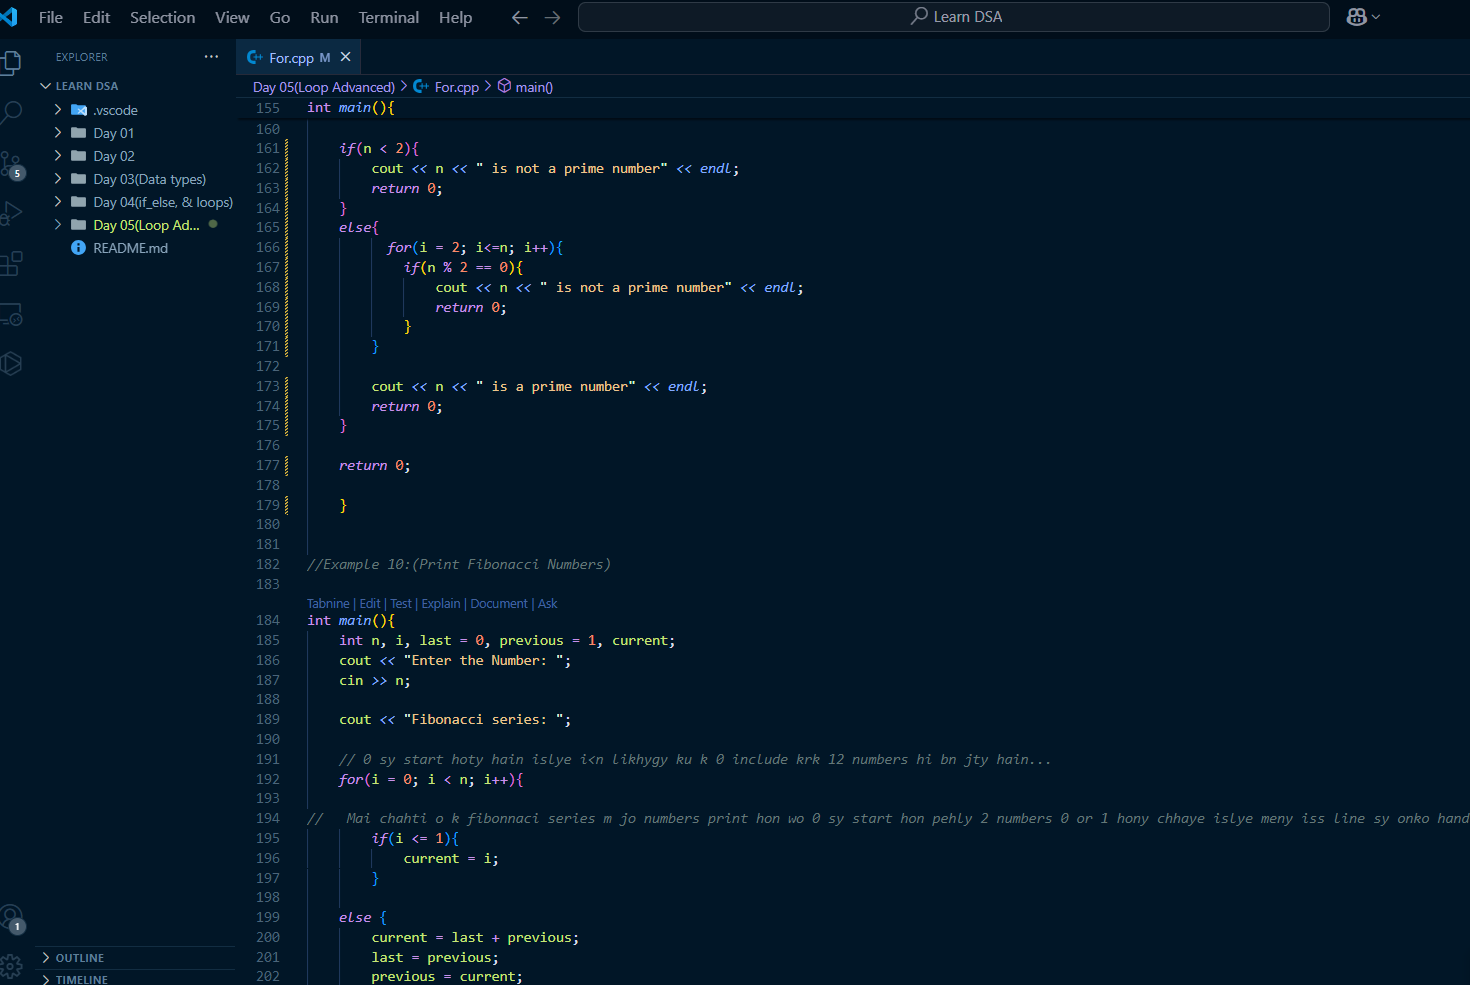 File Edit Selection View Go Run Terminal Help Learn DSA
EXPLORER
For.cpp M
LEARN DSA
.vscode
Day 01
Day 02
Day 03(Data types)
Day 04(if_else, & loops)
Day 05(Loop Ad...
README.md
5
1
OUTLINE
TIMELINE
Day 05(Loop Advanced) > For.cpp > main()
155 int main(){
160
161 if(n < 2){
162 cout << n << " is not a prime number" << endl;
163 return 0;
164 }
165 else{
166 for(i = 2; i<=n; i++){
167 if(n % 2 == 0){
168 cout << n << " is not a prime number" << endl;
169 return 0;
170 }
171 }
172
173 cout << n << " is a prime number" << endl;
174 return 0;
175 }
176
177 return 0;
178
179 }
180
181
182 //Example 10:(Print Fibonacci Numbers)
183
Tabnine | Edit | Test | Explain | Document | Ask
184 int main(){
185 int n, i, last = 0, previous = 1, current;
186 cout << "Enter the Number: ";
187 cin >> n;
188
189 cout << "Fibonacci series: ";
190
191 // 0 sy start hoty hain islye i<n likhygy ku k 0 include krk 12 numbers hi bn jty hain...
192 for(i = 0; i < n; i++){
193
194 // Mai chahti o k fibonnaci series m jo numbers print hon wo 0 sy start hon pehly 2 numbers 0 or 1 hony chhaye islye meny iss line sy onko hand
195 if(i <= 1){
196 current = i;
197 }
198
199 else {
200 current = last + previous;
201 last = previous;
202 previous = current;